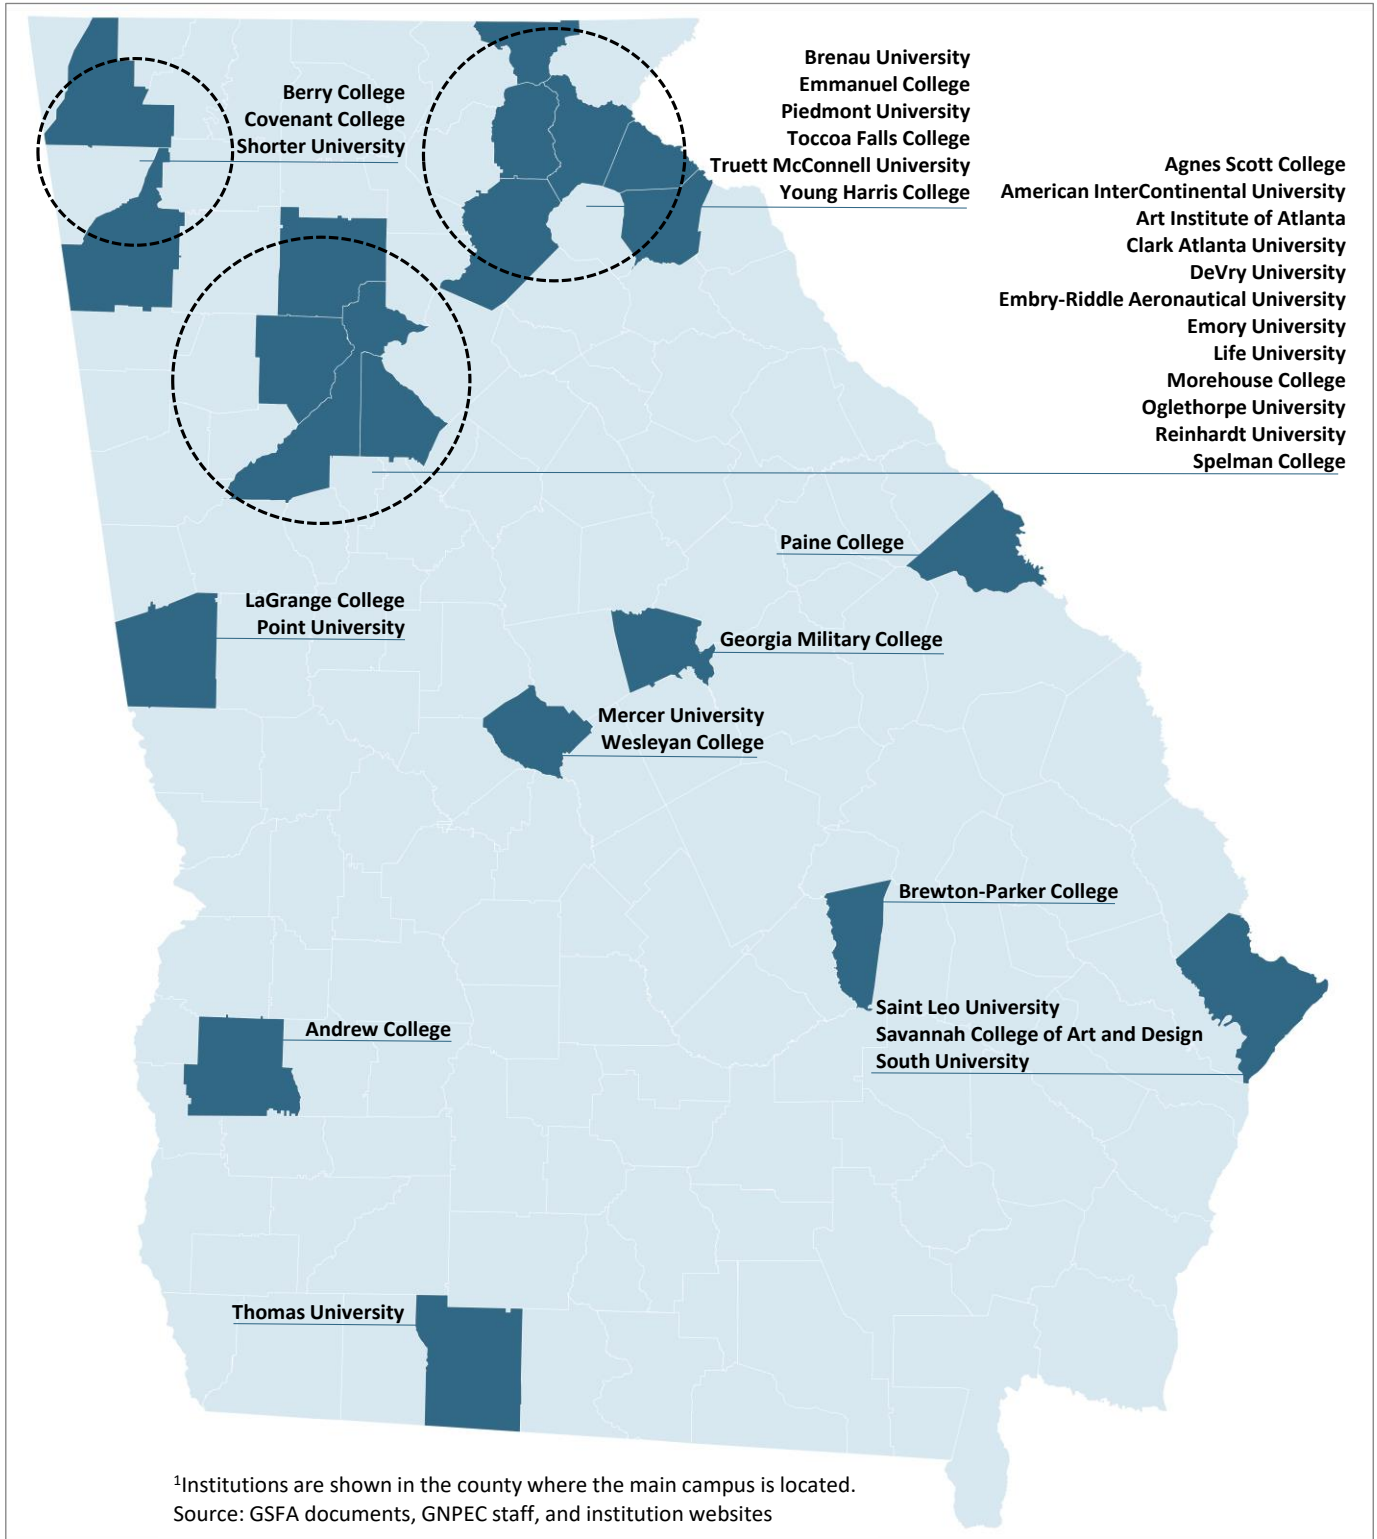 Brenau University
Emmanuel College
Piedmont University
Toccoa Falls College
Truett McConnell University
Young Harris College
Berry College
Covenant College
Shorter University
Agnes Scott College
American InterContinental University
Art Institute of Atlanta
Clark Atlanta University
DeVry University
Embry-Riddle Aeronautical University
Emory University
Life University
Morehouse College
Oglethorpe University
Reinhardt University
Spelman College
Paine College
LaGrange College
Point University
Georgia Military College
Mercer University
Wesleyan College
Brewton-Parker College
Saint Leo University
Savannah College of Art and Design
South University
Andrew College
Thomas University
¹Institutions are shown in the county where the main campus is located.
Source: GSFA documents, GNPEC staff, and institution websites